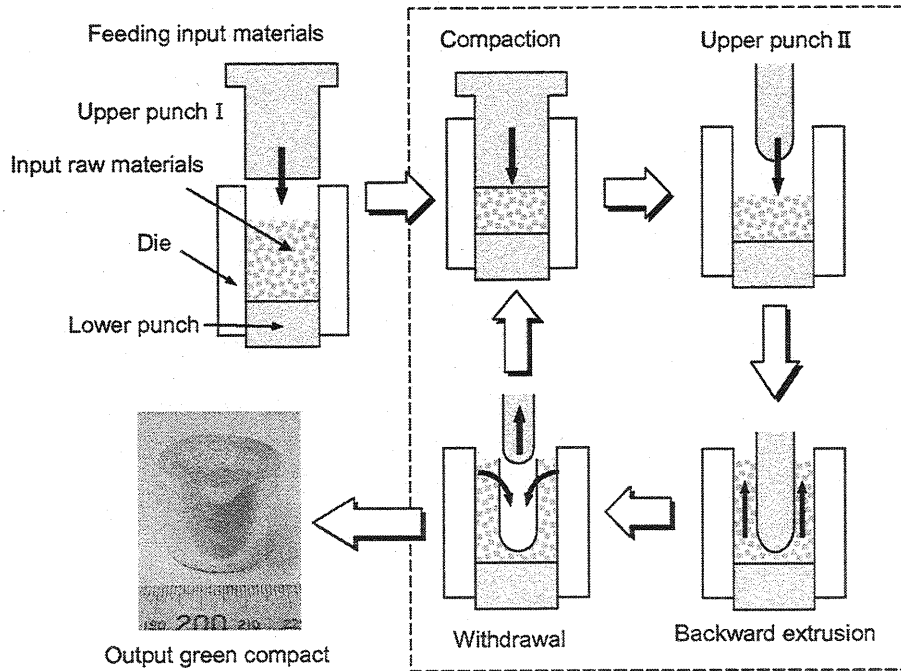 Feeding input materials
Upper punch I
Input raw materials
Die
Lower punch
Compaction
Upper punch II
Withdrawal
Backward extrusion
200 210
Output green compact